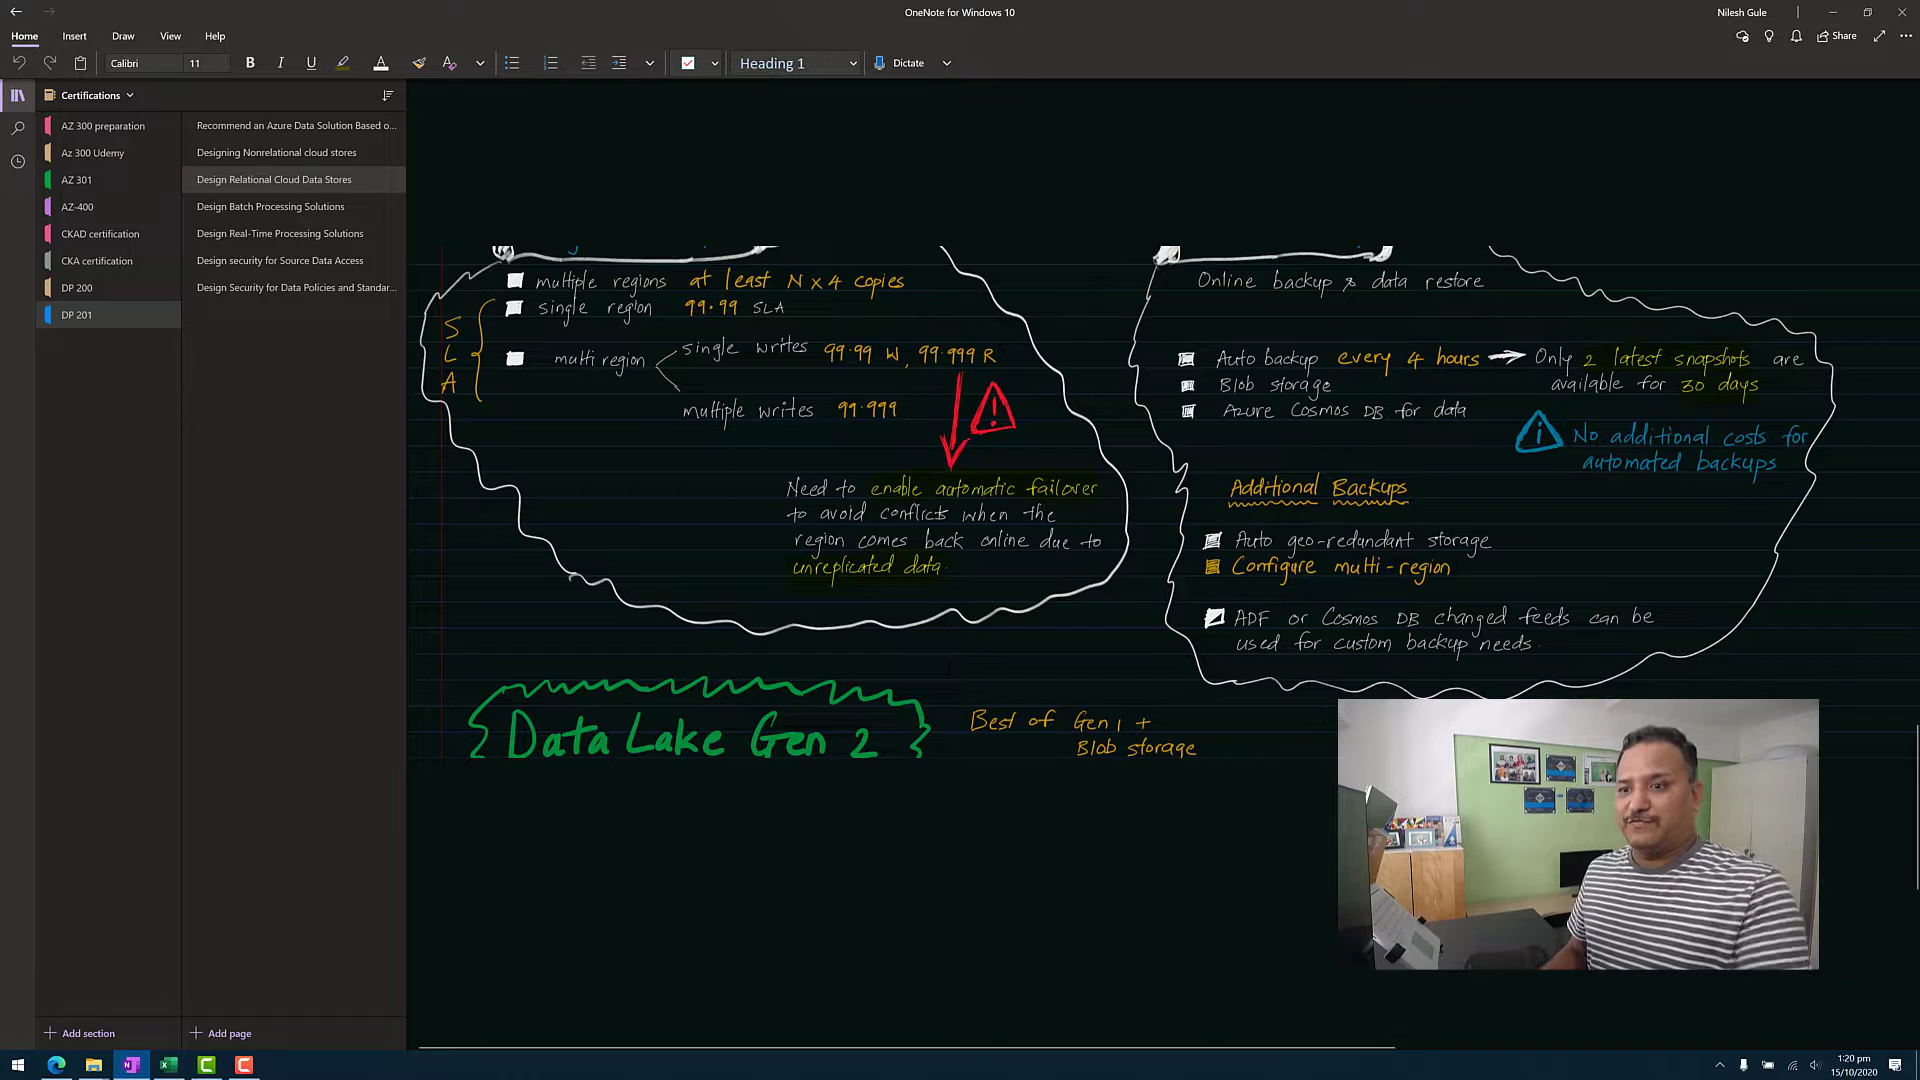 OneNote for Windows 10
Nilesh Gule
Home
Insert
Draw
View
Help
Share
Calibri
11
B
I
U
A
Heading 1
Dictate
Certifications
AZ 300 preparation
Az 300 Udemy
AZ 301
AZ-400
CKAD certification
CKA certification
DP 200
DP 201
Recommend an Azure Data Solution Based o...
Designing Nonrelational cloud stores
Design Relational Cloud Data Stores
Design Batch Processing Solutions
Design Real-Time Processing Solutions
Design security for Source Data Access
Design Security for Data Policies and Standar...
multiple regions at least N x 4 copies
single region 99.99 SLA
SLA
multi region
single writes 99.99 W, 99.999 R
multiple writes 99.999
Need to enable automatic failover
to avoid conflicts when the
region comes back online due to
unreplicated data.
Online backup & data restore
Auto backup every 4 hours
Only 2 latest snapshots are
available for 30 days
Blob storage
Azure Cosmos DB for data
No additional costs for
automated backups
Additional Backups
Auto geo-redundant storage
Configure multi-region
ADF or Cosmos DB changed feeds can be
used for custom backup needs.
Data Lake Gen 2
Best of Gen 1 +
Blob storage
Add section
Add page
1:20 pm
15/10/2020